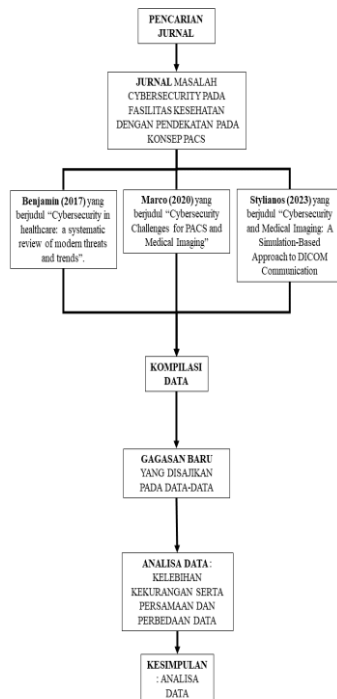 PENCARIAN
JURNAL
JURNAL MASALAH
CYBERSECURITY PADA
FASILITAS KESEHATAN
DENGAN PENDEKATAN PADA
KONSEP PACS
Benjamin (2017) yang
berjudul "Cybersecurity in
healthcare: a systematic
review of modern threats
and trends".
Marco (2020) yang
berjudul "Cybersecurity
Challenges for PACS and
Medical Imaging"
Stylianos (2023) yang
berjudul "Cybersecurity
and Medical Imaging: A
Simulation-Based
Approach to DICOM
Communication
KOMPILASI
DATA
GAGASAN BARU
YANG DISAJIKAN
PADA DATA-DATA
ANALISA DATA :
KELEBIHAN
KEKURANGAN SERTA
PERSAMAAN DAN
PERBEDAAN DATA
KESIMPULAN
: ANALISA
DATA